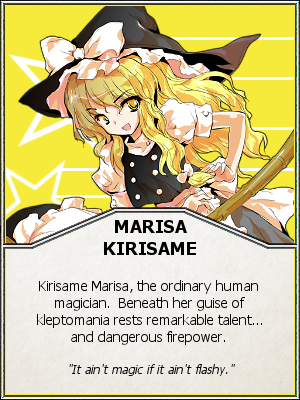 MARISA
KIRISAME
Kirisame Marisa, the ordinary human
magician.  Beneath her guise of
kleptomania rests remarkable talent...
and dangerous firepower.
"It ain't magic if it ain't flashy."